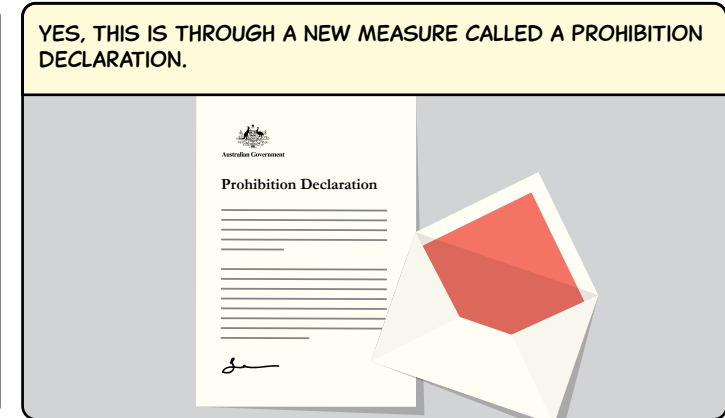 YES, THIS IS THROUGH A NEW MEASURE CALLED A PROHIBITION
DECLARATION.
Australian Government
Prohibition Declaration